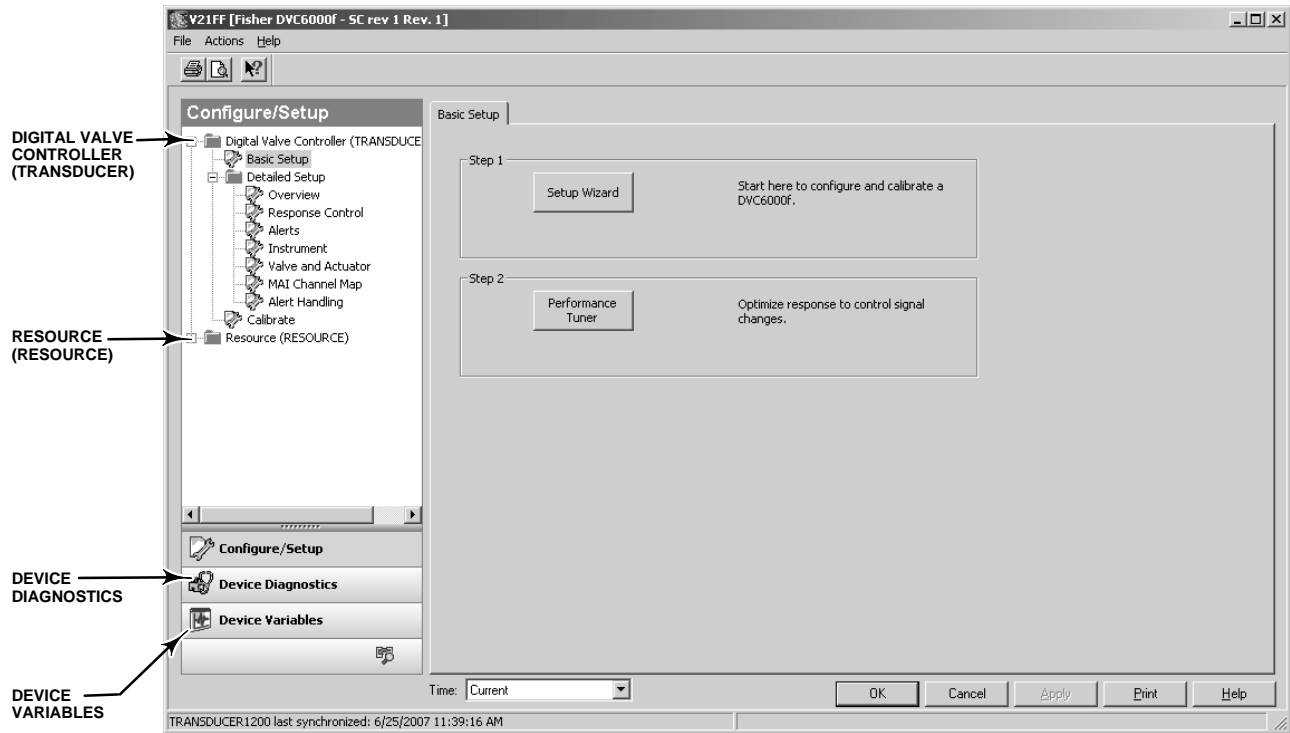 V21FF [Fisher DVC6000f - SC rev 1 Rev. 1]
File Actions Help
Configure/Setup
Digital Valve Controller (TRANSDUCE
Basic Setup
Detailed Setup
Overview
Response Control
Alerts
Instrument
Valve and Actuator
MAI Channel Map
Alert Handling
Calibrate
Resource (RESOURCE)
Configure/Setup
Device Diagnostics
Device Variables
Basic Setup
Step 1
Setup Wizard
Start here to configure and calibrate a
DVC6000f.
Step 2
Performance
Tuner
Optimize response to control signal
changes.
Time: Current
OK Cancel Apply Print Help
TRANSDUCER1200 last synchronized: 6/25/2007 11:39:16 AM
DIGITAL VALVE
CONTROLLER
(TRANSDUCER)
RESOURCE
(RESOURCE)
DEVICE
DIAGNOSTICS
DEVICE
VARIABLES